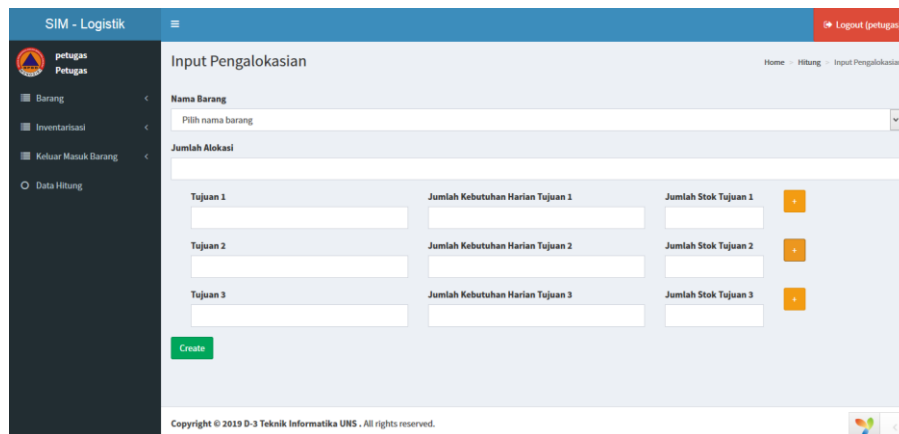 SIM - Logistik
Logout (petugas
petugas
Petugas
Barang
Inventarisasi
Keluar Masuk Barang
Data Hitung
Input Pengalokasian
Home > Hitung > Input Pengalokasian
Nama Barang
Pilih nama barang
Jumlah Alokasi
Tujuan 1 Jumlah Kebutuhan Harian Tujuan 1 Jumlah Stok Tujuan 1 +
Tujuan 2 Jumlah Kebutuhan Harian Tujuan 2 Jumlah Stok Tujuan 2 +
Tujuan 3 Jumlah Kebutuhan Harian Tujuan 3 Jumlah Stok Tujuan 3 +
Create
Copyright © 2019 D-3 Teknik Informatika UNS . All rights reserved.